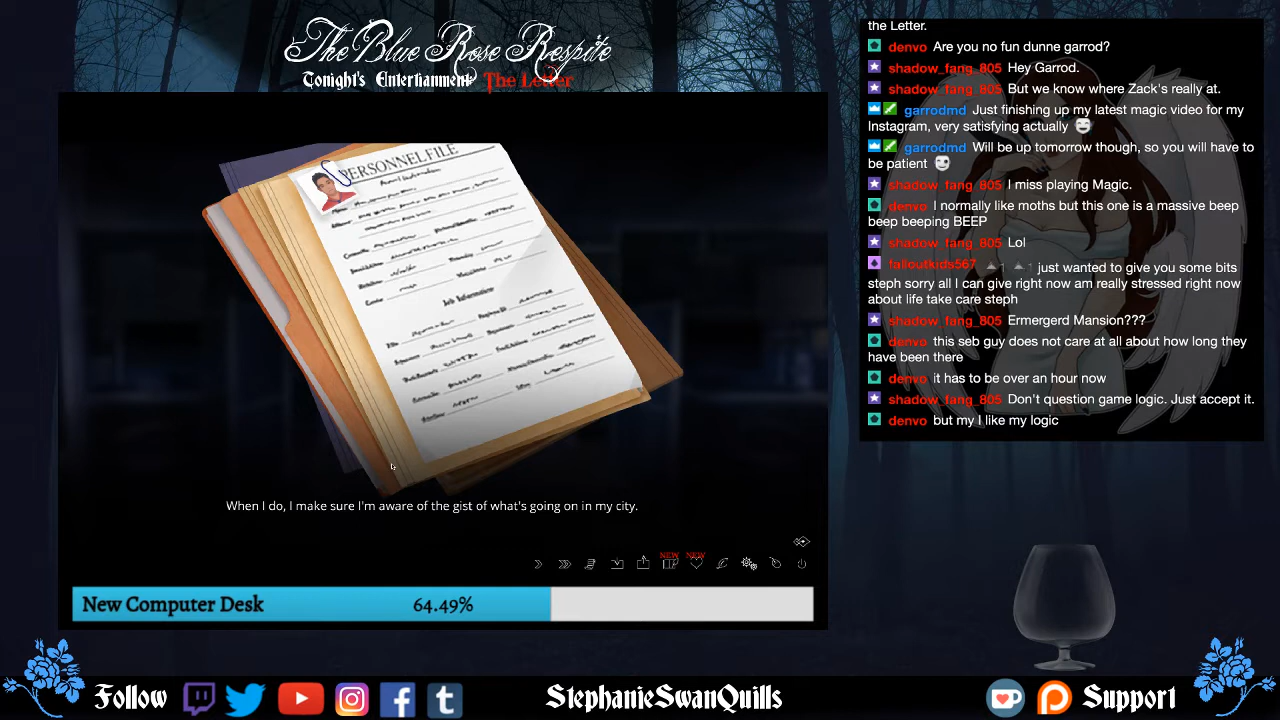 The Blue Rose Respite
Tonight's Entertainment The Letter
PERSONNEL FILE
Job Information
When I do, I make sure I'm aware of the gist of what's going on in my city.
NEW NEW
New Computer Desk 64.49%
the Letter.
denvo Are you no fun dunne garrod?
shadow_fang_805 Hey Garrod.
shadow_fang_805 But we know where Zack's really at.
garrodmd Just finishing up my latest magic video for my
Instagram, very satisfying actually
garrodmd Will be up tomorrow though, so you will have to
be patient
shadow_fang_805 I miss playing Magic.
denvo I normally like moths but this one is a massive beep
beep beeping BEEP
shadow_fang_805 Lol
falloutkids567 1 1 just wanted to give you some bits
steph sorry all I can give right now am really stressed right now
about life take care steph
shadow_fang_805 Ermergerd Mansion???
denvo this seb guy does not care at all about how long they
have been there
denvo it has to be over an hour now
shadow_fang_805 Don't question game logic. Just accept it.
denvo but my I like my logic
Follow StephanieSwanQuills Support